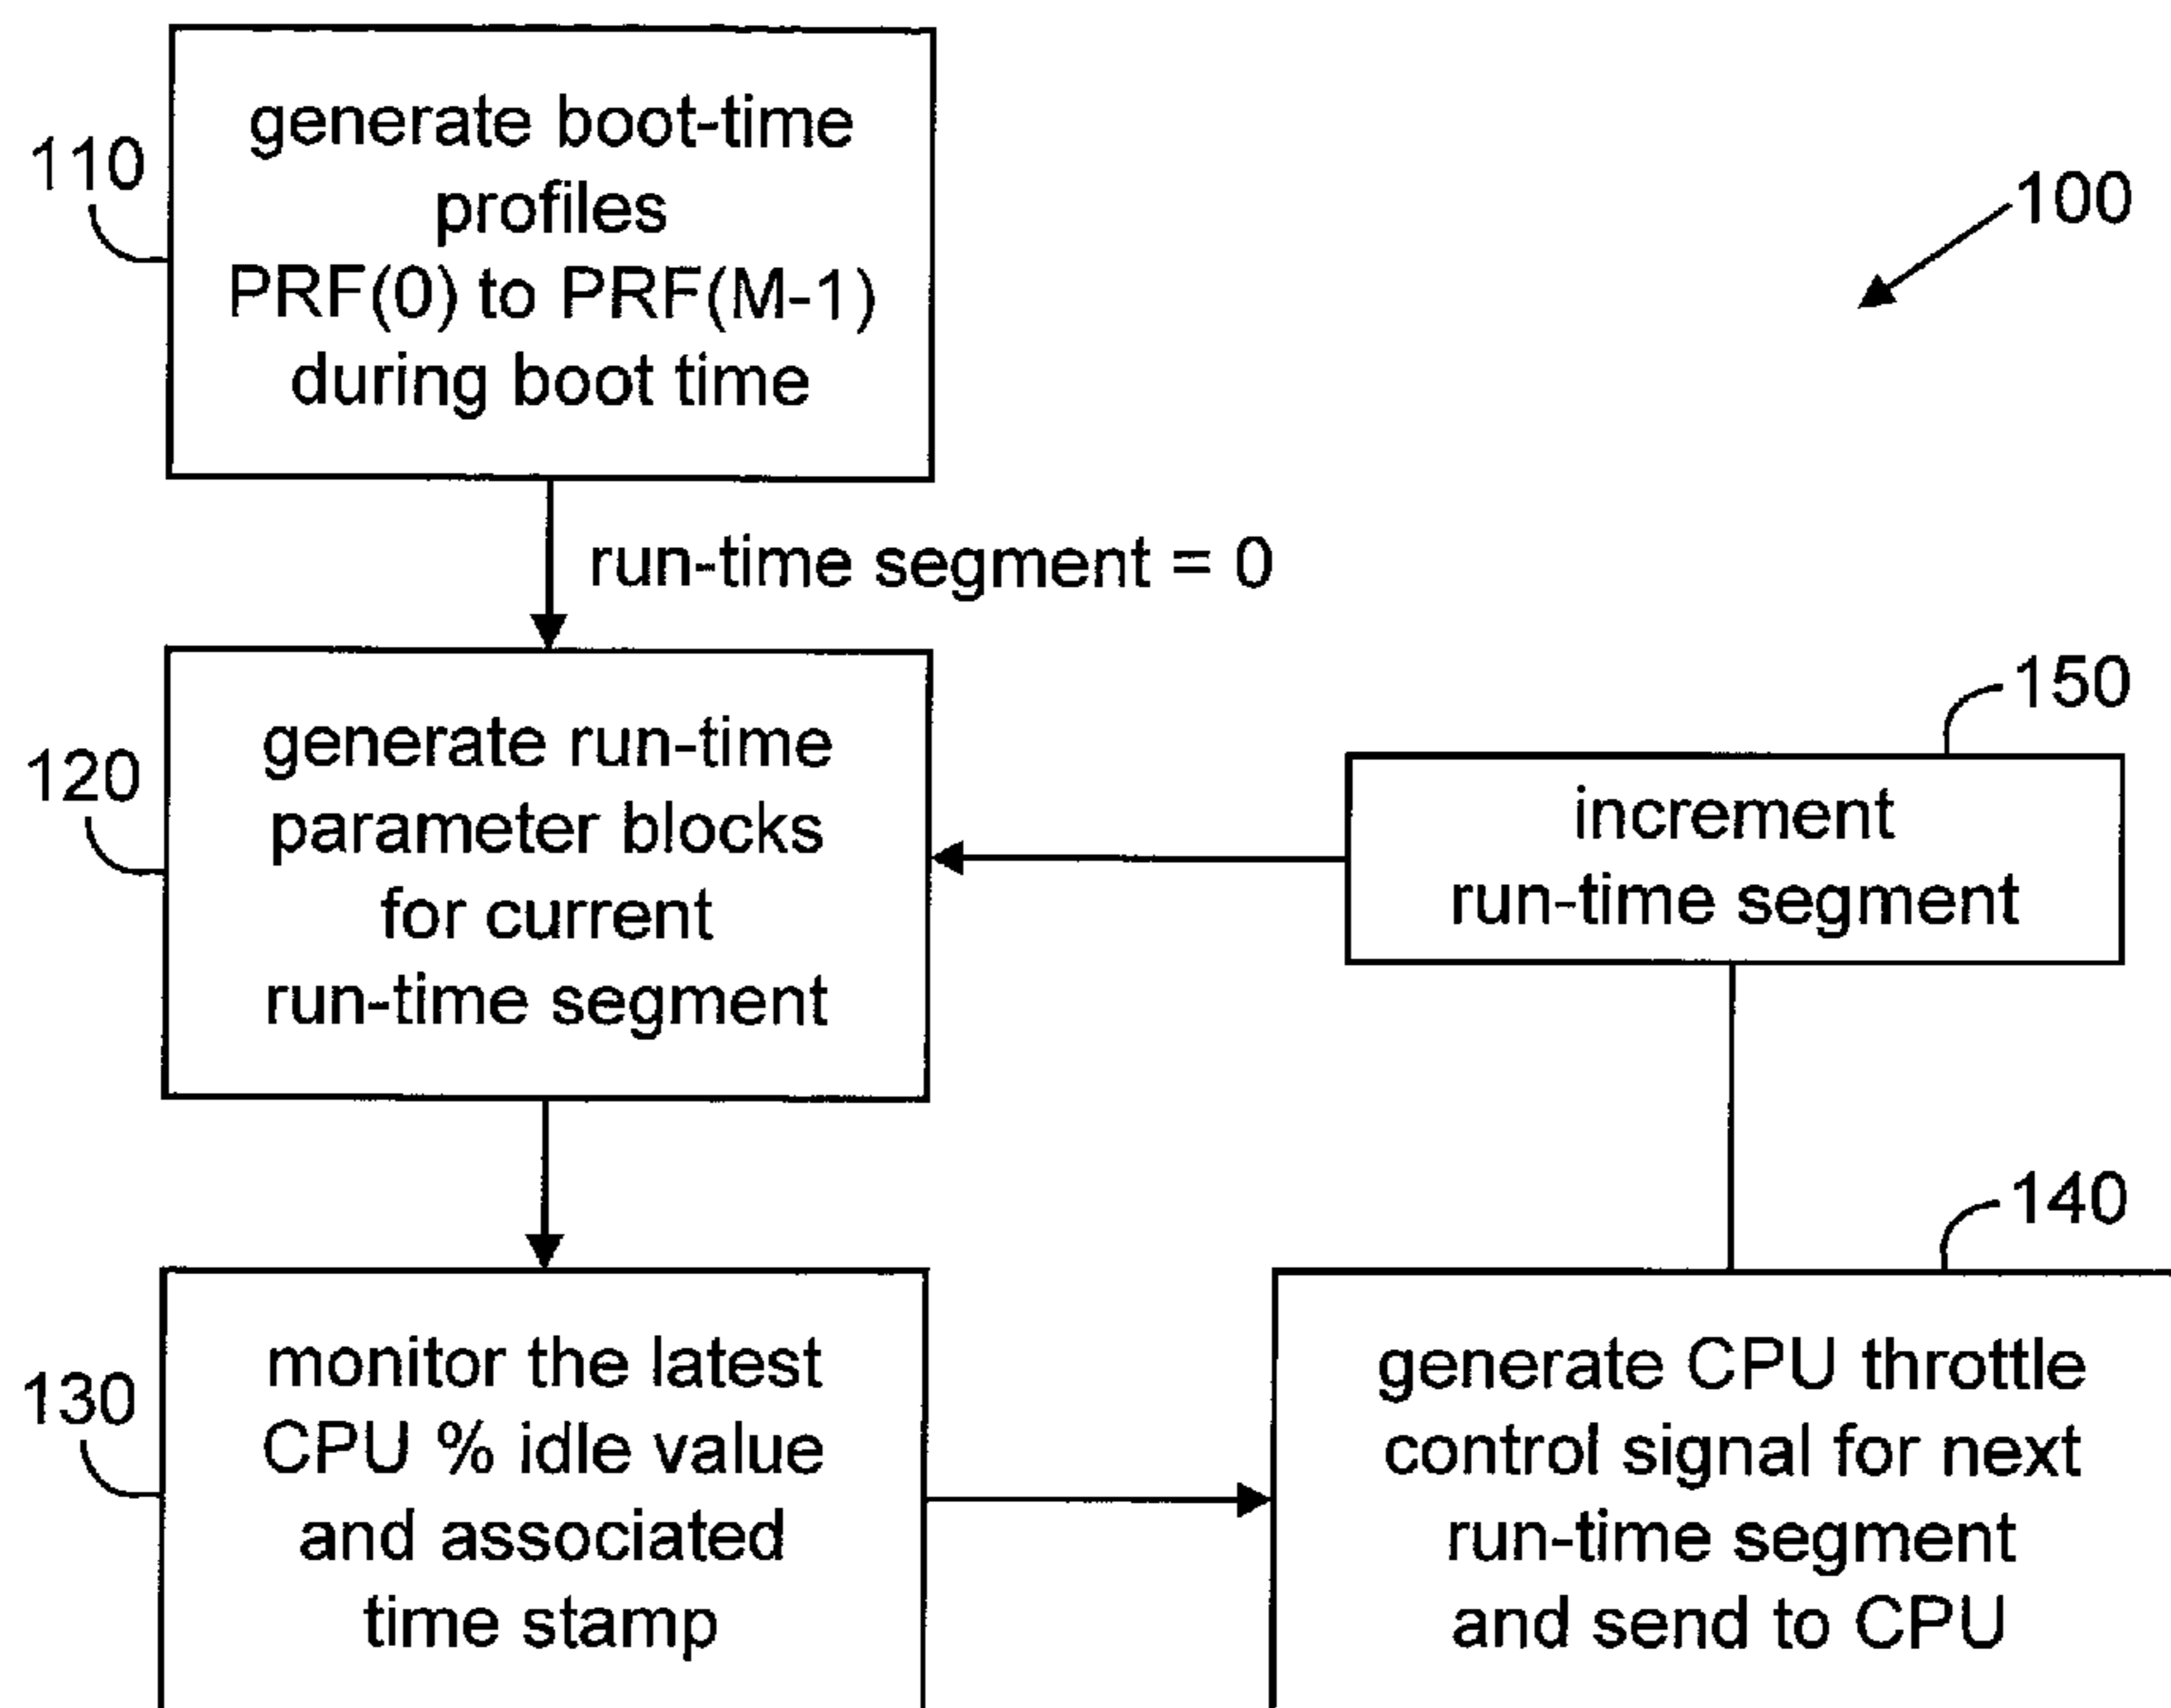 110
generate boot-time
profiles
PRF(0) to PRF(M-1)
during boot time
100
run-time segment = 0
120
generate run-time
parameter blocks
for current
run-time segment
150
increment
run-time segment
130
monitor the latest
CPU % idle value
and associated
time stamp
140
generate CPU throttle
control signal for next
run-time segment
and send to CPU